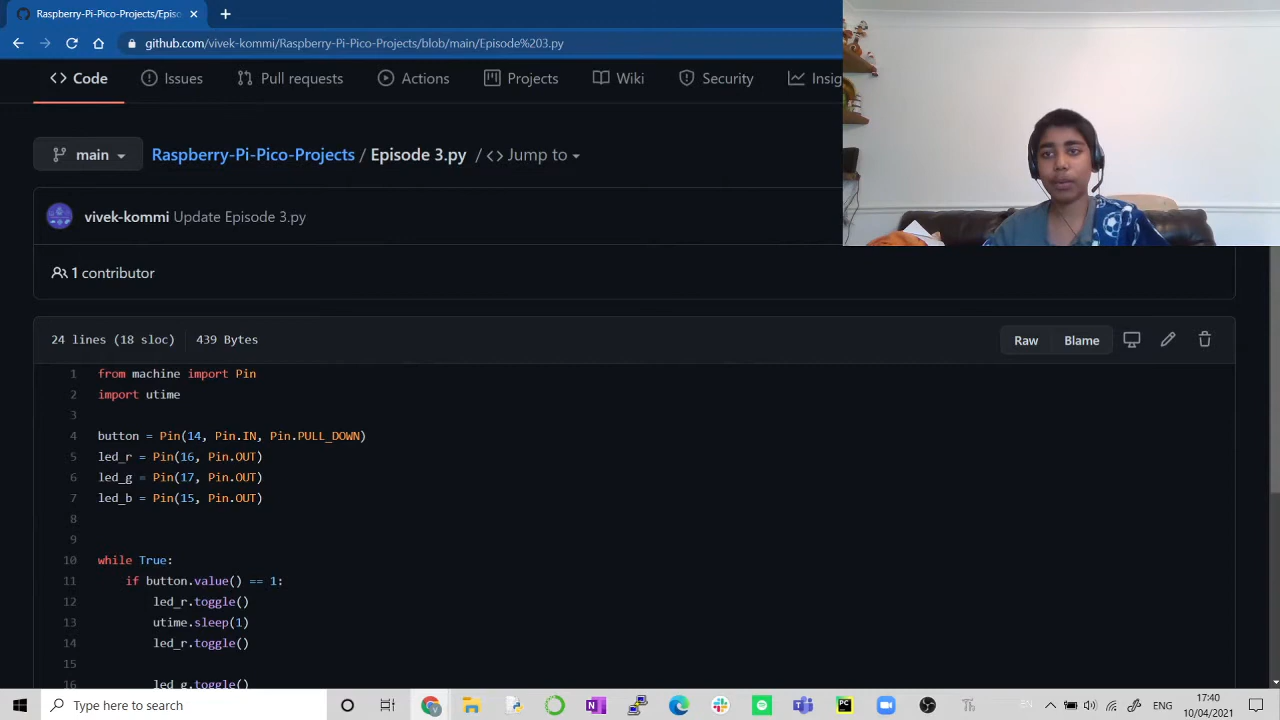 Raspberry-Pi-Pico-Projects/Episo
github.com/vivek-kommi/Raspberry-Pi-Pico-Projects/blob/main/Episode%203.py
Code Issues Pull requests Actions Projects Wiki Security Insig
main Raspberry-Pi-Pico-Projects / Episode 3.py / <> Jump to
vivek-kommi Update Episode 3.py
1 contributor
24 lines (18 sloc) 439 Bytes Raw Blame
1 from machine import Pin
2 import utime
3
4 button = Pin(14, Pin.IN, Pin.PULL_DOWN)
5 led_r = Pin(16, Pin.OUT)
6 led_g = Pin(17, Pin.OUT)
7 led_b = Pin(15, Pin.OUT)
8
9
10 while True:
11 if button.value() == 1:
12 led_r.toggle()
13 utime.sleep(1)
14 led_r.toggle()
15
16 led_g.toggle()
Type here to search ENG 17:40
10/04/2021